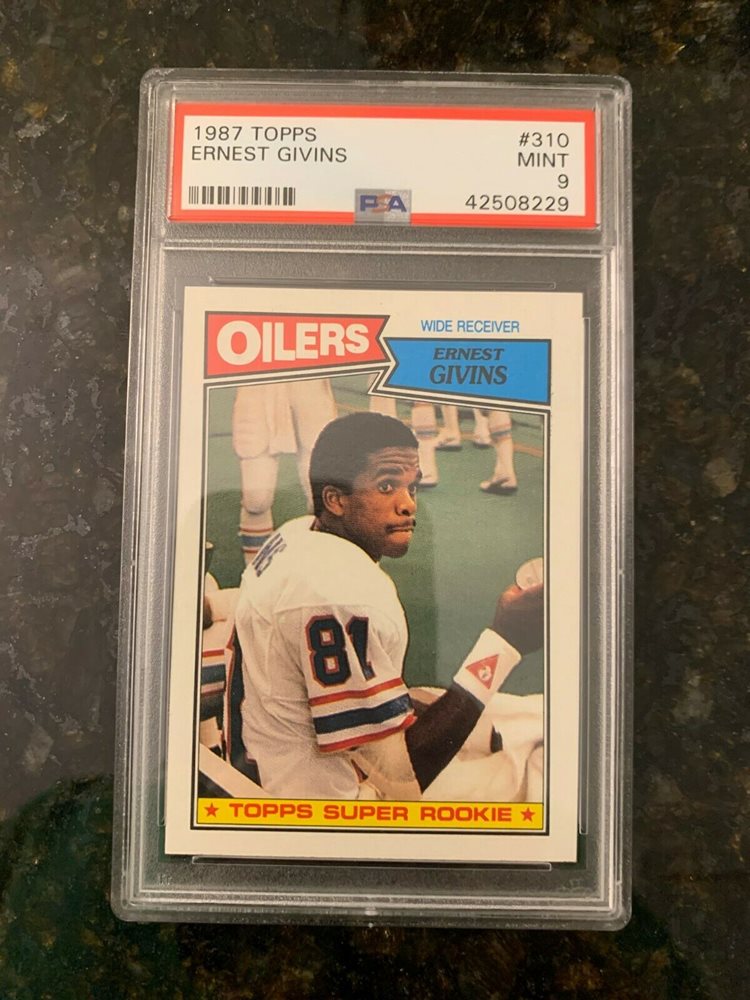 1987 TOPPS
#310
ERNEST GIVINS
MINT
9
PSA
42508229
OILERS
WIDE RECEIVER
ERNEST
GIVINS
81
★ TOPPS SUPER ROOKIE ★